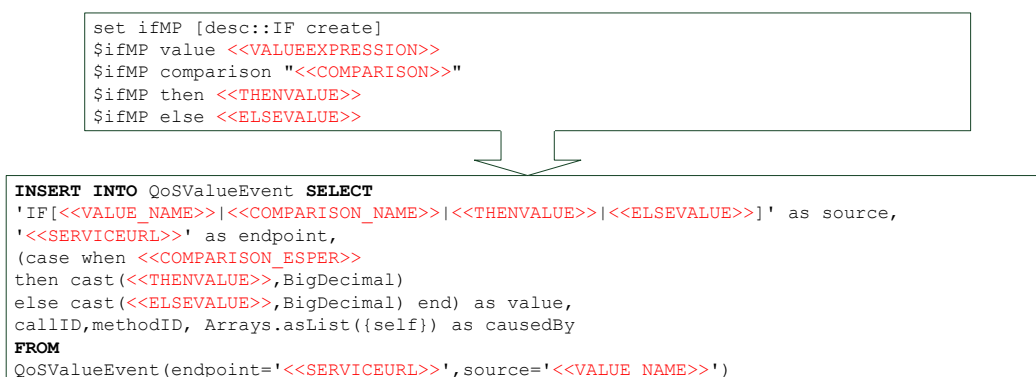 set ifMP [desc::IF create]
$ifMP value <<VALUEEXPRESSION>>
$ifMP comparison "<<COMPARISON>>"
$ifMP then <<THENVALUE>>
$ifMP else <<ELSEVALUE>>
INSERT INTO QoSValueEvent SELECT
'IF[<<VALUE_NAME>>|<<COMPARISON_NAME>>|<<THENVALUE>>|<<ELSEVALUE>>]' as source,
'<<SERVICEURL>>' as endpoint,
(case when <<COMPARISON_ESPER>>
then cast(<<THENVALUE>>,BigDecimal)
else cast(<<ELSEVALUE>>,BigDecimal) end) as value,
callID,methodID, Arrays.asList({self}) as causedBy
FROM
QoSValueEvent(endpoint='<<SERVICEURL>>',source='<<VALUE_NAME>>')